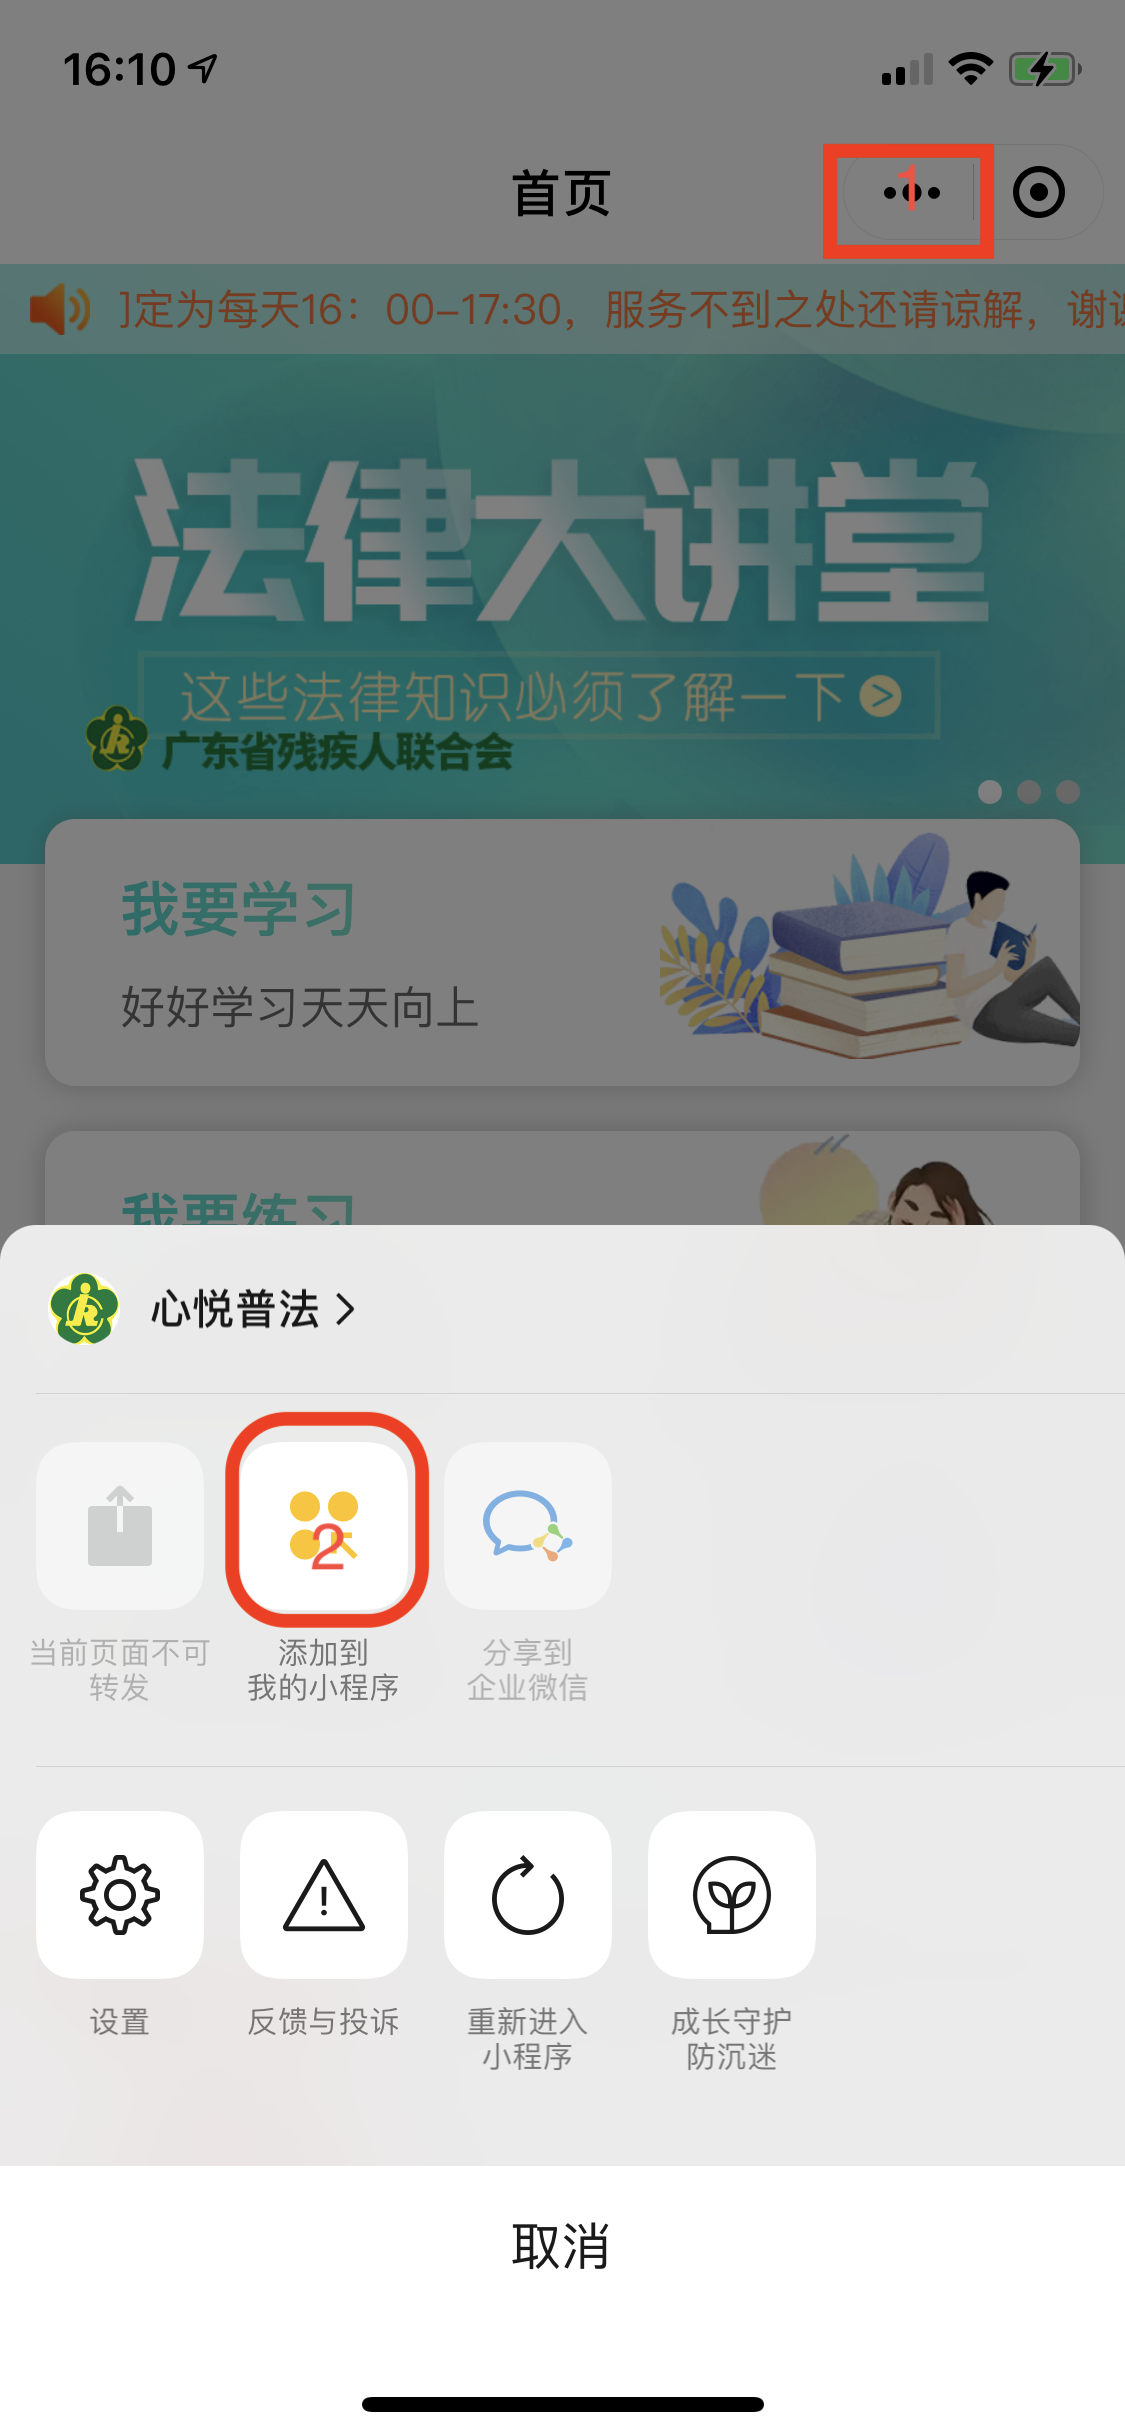 16:10
首页
1
定为每天16：00-17:30，服务不到之处还请谅解，谢
法律大讲堂
这些法律知识必须了解一下
广东省残疾人联合会
我要学习
好好学习天天向上
我要练习
心悦普法
2
当前页面不可
转发
添加到
我的小程序
分享到
企业微信
设置
反馈与投诉
重新进入
小程序
成长守护
防沉迷
取消